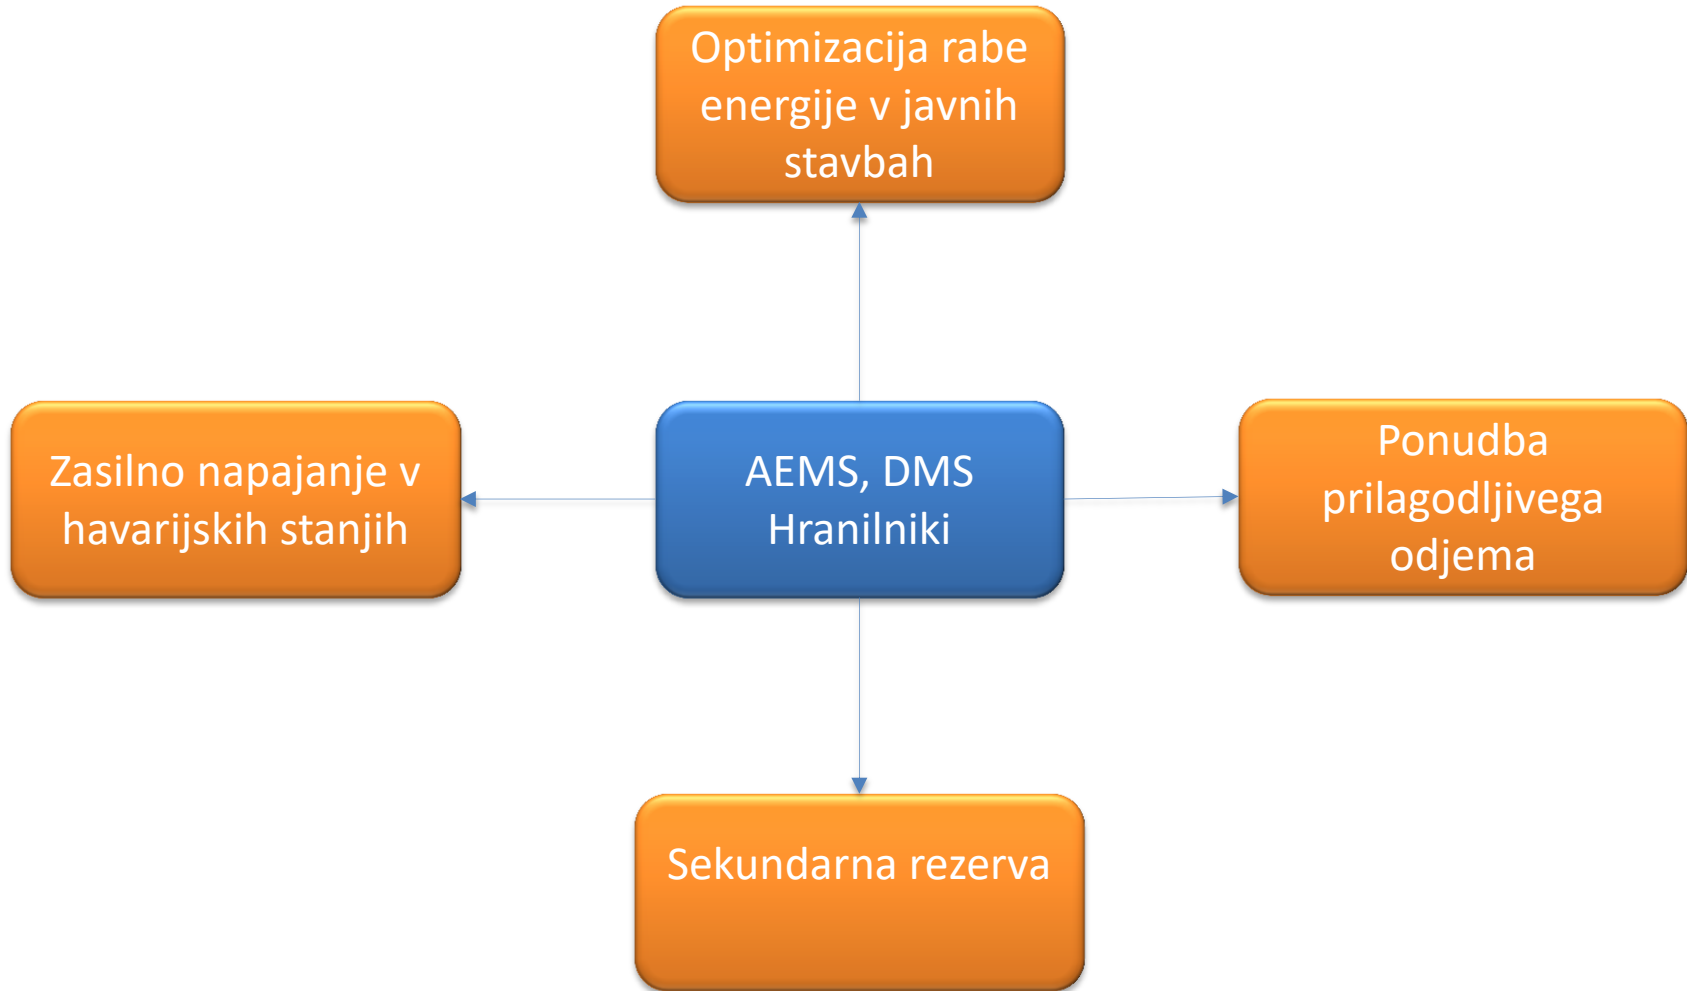 Optimizacija rabe
energije v javnih
stavbah
Zasilno napajanje v
havarijskih stanjih
AEMS, DMS
Hranilniki
Ponudba
prilagodljivega
odjema
Sekundarna rezerva